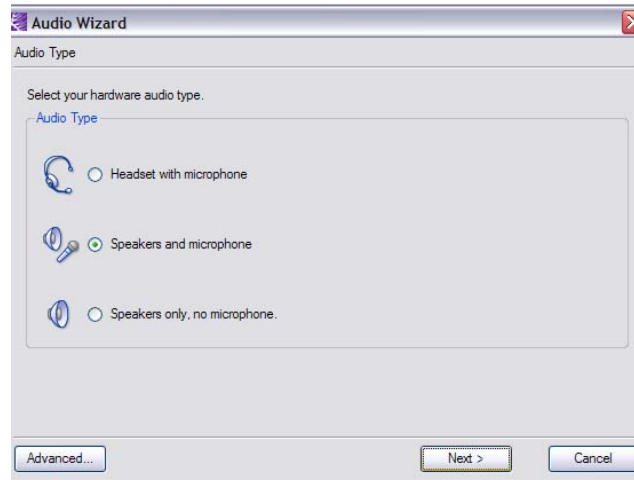 Audio Wizard
Audio Type
Select your hardware audio type.
Audio Type
Headset with microphone
Speakers and microphone
Speakers only, no microphone.
Advanced...
Next >
Cancel